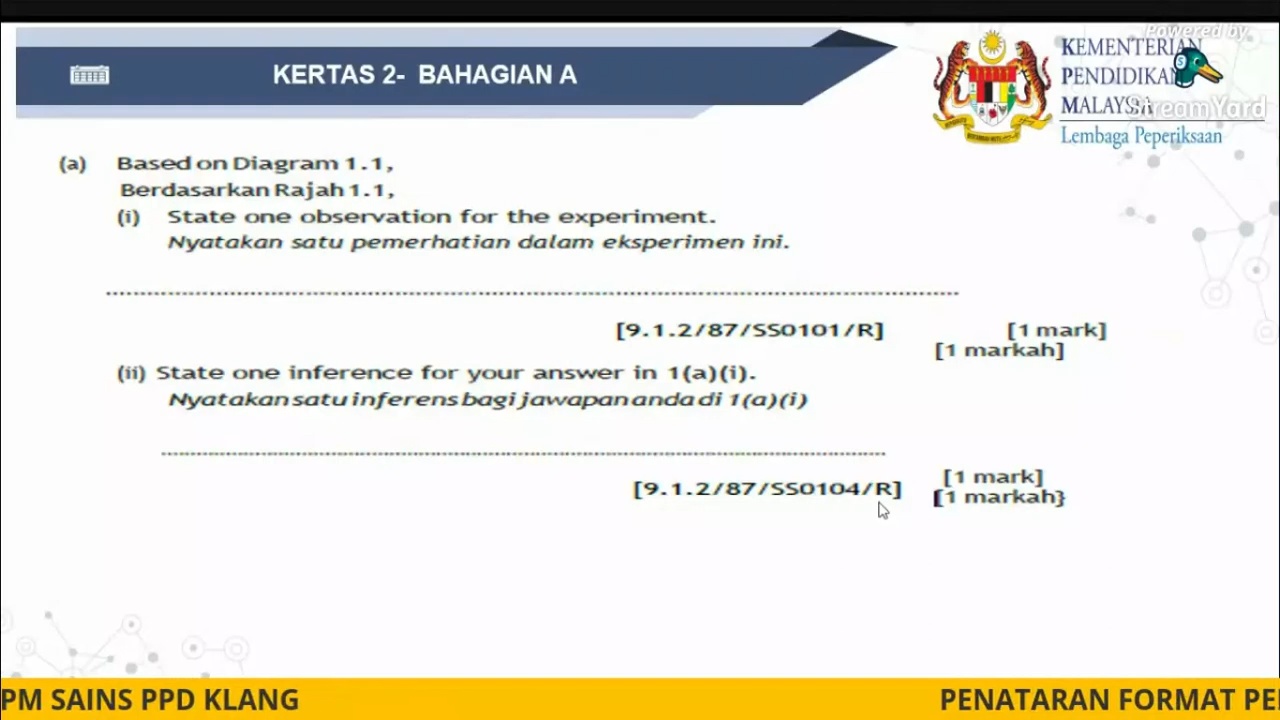 Powered by
StreamYard
KERTAS 2- BAHAGIAN A
KEMENTERIAN
PENDIDIKAN
MALAYSIA
Lembaga Peperiksaan
(a) Based on Diagram 1.1,
Berdasarkan Rajah 1.1,
(i) State one observation for the experiment.
Nyatakan satu pemerhatian dalam eksperimen ini.
[9.1.2/87/SS0101/R] [1 mark]
[1 markah]
(ii) State one inference for your answer in 1(a)(i).
Nyatakan satu inferens bagi jawapan anda di 1(a)(i)
[9.1.2/87/SS0104/R] [1 mark]
[1 markah}
PM SAINS PPD KLANG PENATARAN FORMAT PE